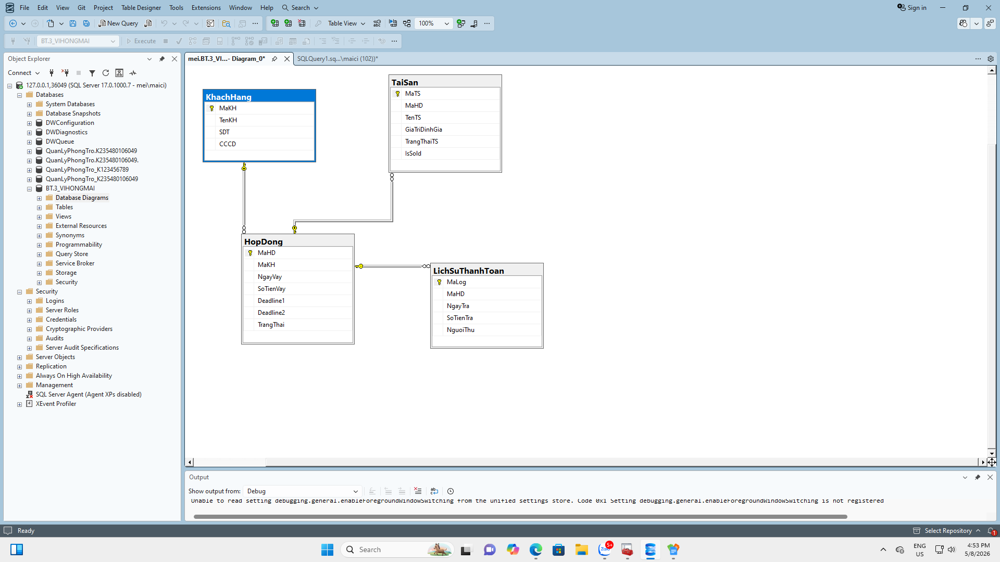 File Edit View Git Project Table Designer Tools Extensions Window Help Search Sign in
New Query Table View 100%
BT.3_VIHONGMAI Execute
Object Explorer
Connect
127.0.0.1,36049 (SQL Server 17.0.1000.7 - mei\maici)
Databases
System Databases
Database Snapshots
DWConfiguration
DWDiagnostics
DWQueue
QuanLyPhongTro.K235480106049
QuanLyPhongTro.K235480106049.
QuanLyPhongTro_K123456789
QuanLyPhongTro_K235480106049
BT.3_VIHONGMAI
Database Diagrams
Tables
Views
External Resources
Synonyms
Programmability
Query Store
Service Broker
Storage
Security
Security
Logins
Server Roles
Credentials
Cryptographic Providers
Audits
Server Audit Specifications
Server Objects
Replication
Always On High Availability
Management
SQL Server Agent (Agent XPs disabled)
XEvent Profiler
mei.BT.3_VI...- Diagram_0* SQLQuery1.sq...\maici (102))*
KhachHang
MaKH
TenKH
SDT
CCCD
TaiSan
MaTS
MaHD
TenTS
GiaTriDinhGia
TrangThaiTS
IsSold
HopDong
MaHD
MaKH
NgayVay
SoTienVay
Deadline1
Deadline2
TrangThai
LichSuThanhToan
MaLog
MaHD
NgayTra
SoTienTra
NguoiThu
Output
Show output from: Debug
Unable to read setting debugging.general.enableForegroundWindowSwitching from the unified settings store. Code 0x1 Setting debugging.general.enableForegroundWindowSwitching is not registered
Ready Select Repository 1
Search
Zalo 5+
ENG
US
4:53 PM
5/8/2026